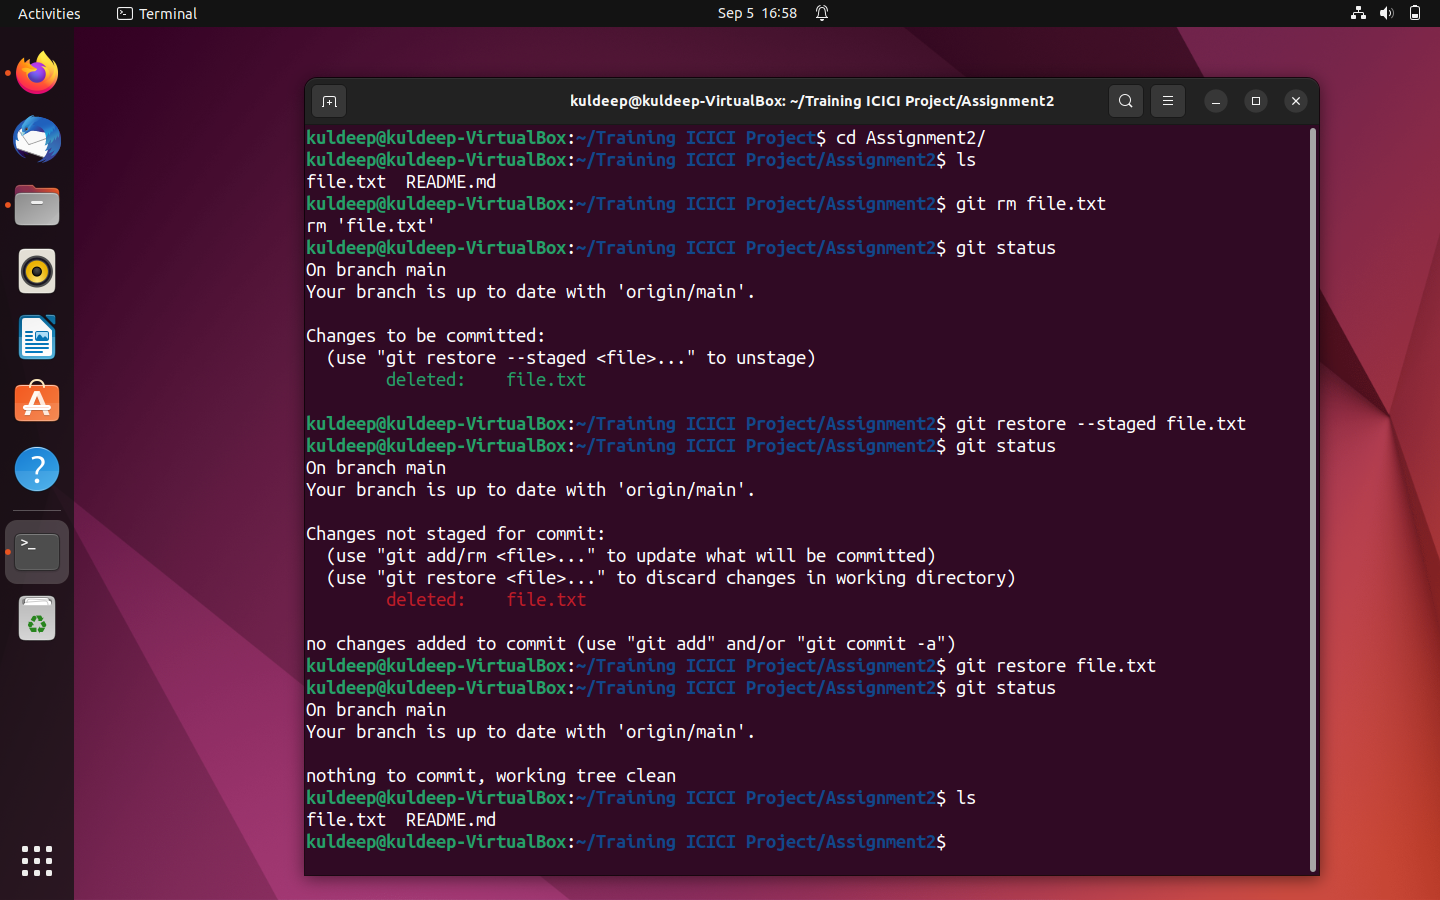 Activities Terminal Sep 5 16:58
kuldeep@kuldeep-VirtualBox: ~/Training ICICI Project/Assignment2
kuldeep@kuldeep-VirtualBox:~/Training ICICI Project$ cd Assignment2/
kuldeep@kuldeep-VirtualBox:~/Training ICICI Project/Assignment2$ ls
file.txt  README.md
kuldeep@kuldeep-VirtualBox:~/Training ICICI Project/Assignment2$ git rm file.txt
rm 'file.txt'
kuldeep@kuldeep-VirtualBox:~/Training ICICI Project/Assignment2$ git status
On branch main
Your branch is up to date with 'origin/main'.
Changes to be committed:
  (use "git restore --staged <file>..." to unstage)
        deleted:    file.txt
kuldeep@kuldeep-VirtualBox:~/Training ICICI Project/Assignment2$ git restore --staged file.txt
kuldeep@kuldeep-VirtualBox:~/Training ICICI Project/Assignment2$ git status
On branch main
Your branch is up to date with 'origin/main'.
Changes not staged for commit:
  (use "git add/rm <file>..." to update what will be committed)
  (use "git restore <file>..." to discard changes in working directory)
        deleted:    file.txt
no changes added to commit (use "git add" and/or "git commit -a")
kuldeep@kuldeep-VirtualBox:~/Training ICICI Project/Assignment2$ git restore file.txt
kuldeep@kuldeep-VirtualBox:~/Training ICICI Project/Assignment2$ git status
On branch main
Your branch is up to date with 'origin/main'.
nothing to commit, working tree clean
kuldeep@kuldeep-VirtualBox:~/Training ICICI Project/Assignment2$ ls
file.txt  README.md
kuldeep@kuldeep-VirtualBox:~/Training ICICI Project/Assignment2$